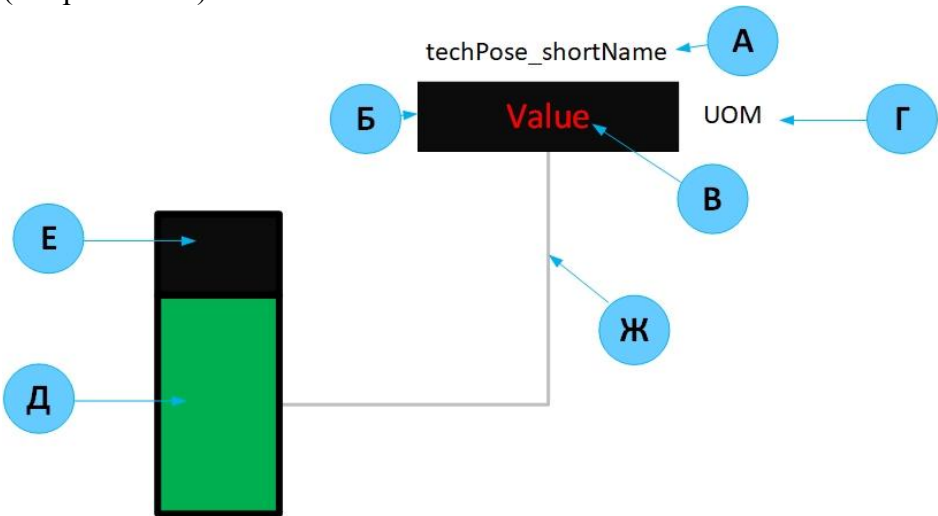 А
techPose_shortName
Б
Value
UOM
Г
В
Е
Ж
Д